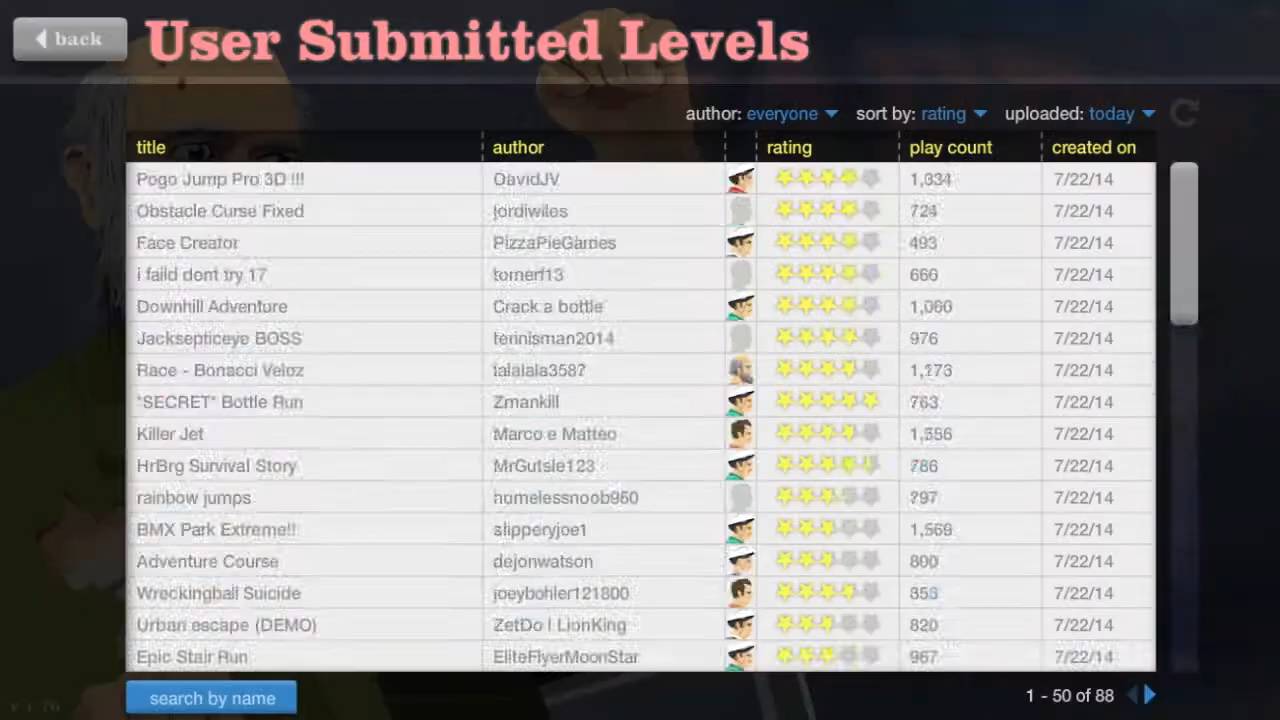 back User Submitted Levels
author: everyone sort by: rating uploaded: today
title author rating play count created on
Pogo Jump Pro 3D !!! DavidJV 1,034 7/22/14
Obstacle Curse Fixed jordiwiles 724 7/22/14
Face Creator PizzaPieGames 493 7/22/14
i faild dont try 17 tomerf13 666 7/22/14
Downhill Adventure Crack a bottle 1,060 7/22/14
Jacksepticeye BOSS tennisman2014 976 7/22/14
Race - Bonacci Veloz lalalala3587 7/22/14
*SECRET* Bottle Run Zmankill 763 7/22/14
Killer Jet Marco e Matteo 1,556 7/22/14
HrBrg Survival Story MrGutsie123 786 7/22/14
rainbow jumps homelessnoob950 797 7/22/14
BMX Park Extreme!! slipperyjoe1 1,569 7/22/14
Adventure Course dejonwatson 800 7/22/14
Wreckingball Suicide joeybohler121800 7/22/14
Urban escape (DEMO) ZetDo | LionKing 820 7/22/14
Epic Stair Run EliteFlyerMoonStar 967 7/22/14
search by name 1 - 50 of 88